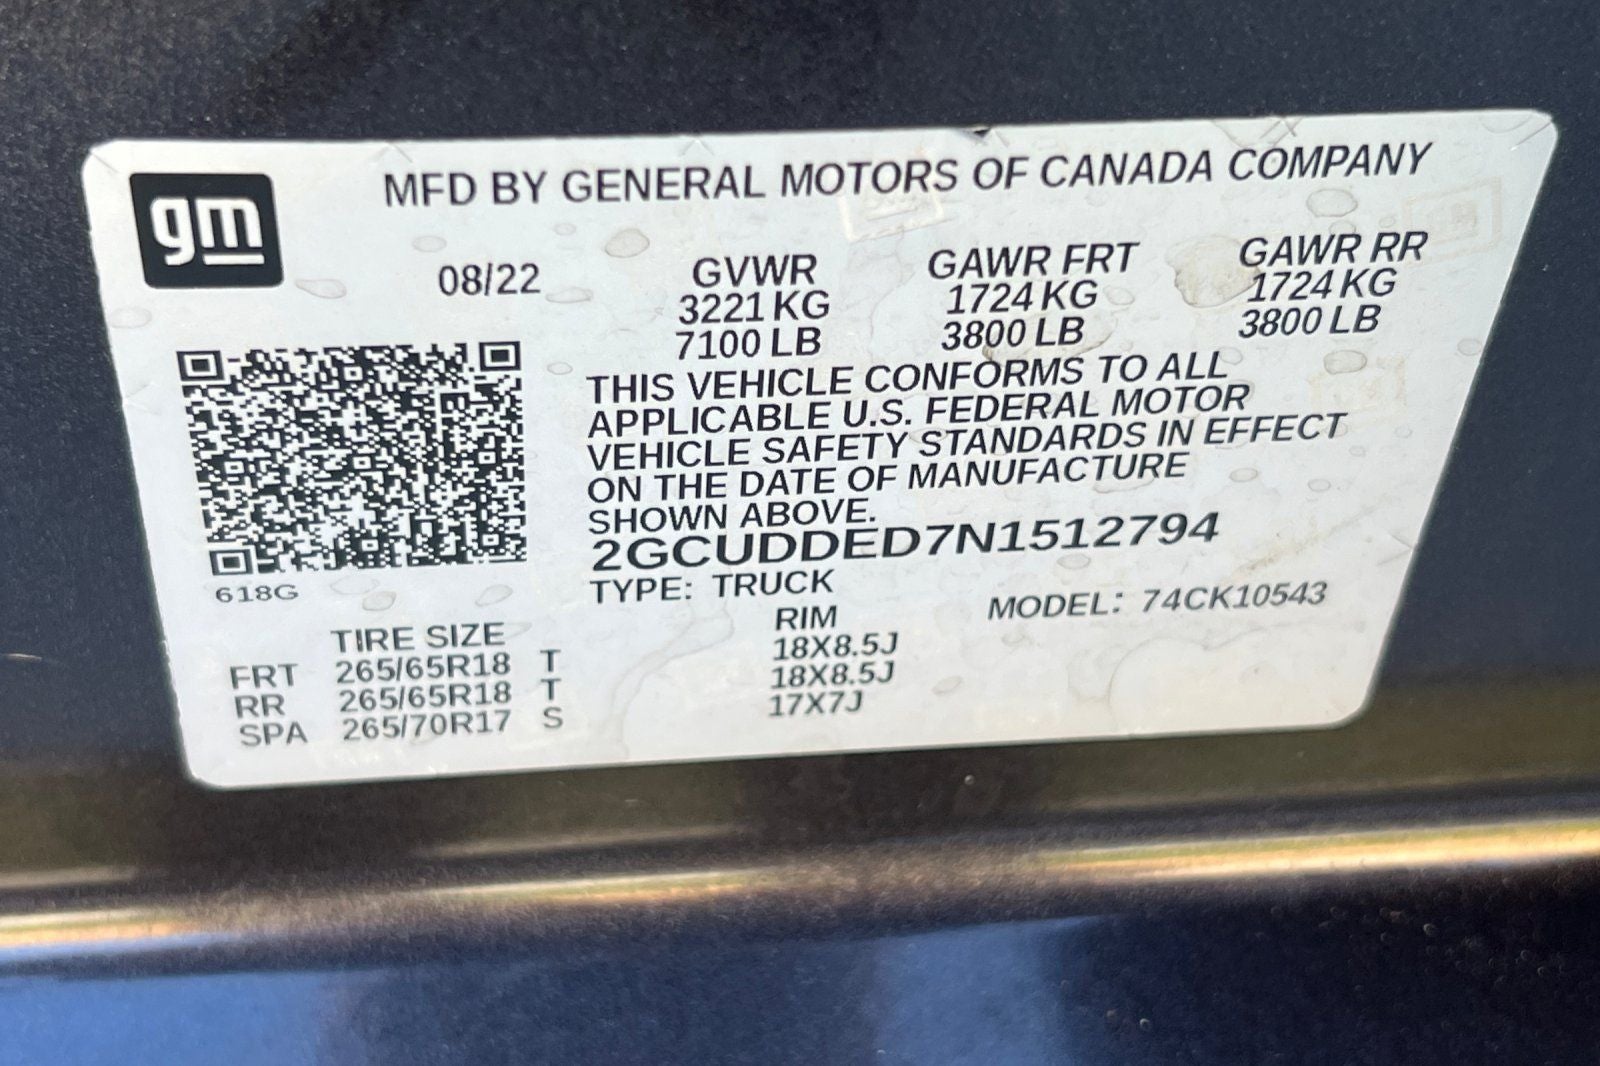 gm
MFD BY GENERAL MOTORS OF CANADA COMPANY
08/22
GVWR
3221 KG
7100 LB
GAWR FRT
1724 KG
3800 LB
GAWR RR
1724 KG
3800 LB
THIS VEHICLE CONFORMS TO ALL
APPLICABLE U.S. FEDERAL MOTOR
VEHICLE SAFETY STANDARDS IN EFFECT
ON THE DATE OF MANUFACTURE
SHOWN ABOVE.
2GCUDDED7N1512794
TYPE: TRUCK
MODEL: 74CK10543
618G
TIRE SIZE RIM
FRT 265/65R18 T 18X8.5J
RR 265/65R18 T 18X8.5J
SPA 265/70R17 S 17X7J